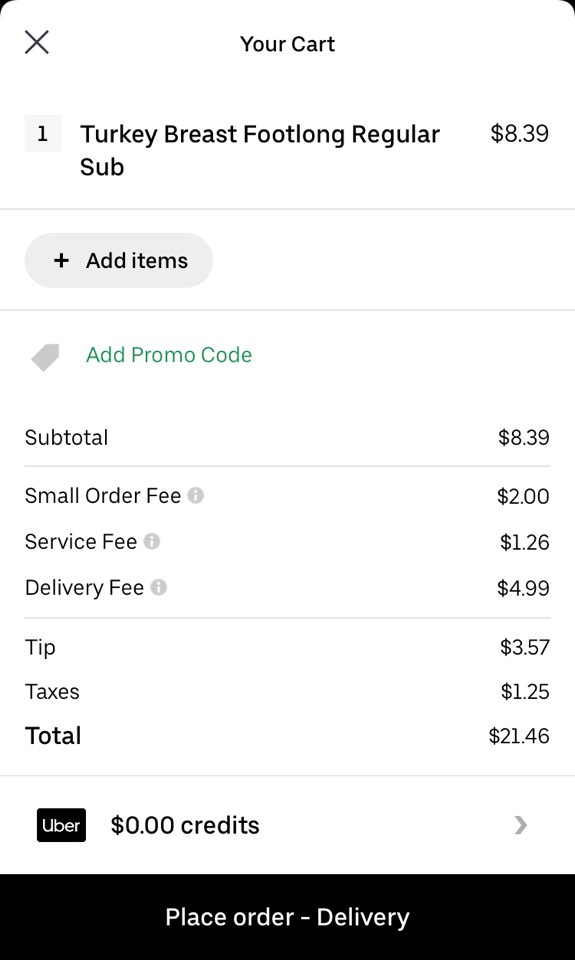 Your Cart
1 Turkey Breast Footlong Regular $8.39
Sub
+ Add items
Add Promo Code
Subtotal $8.39
Small Order Fee $2.00
Service Fee $1.26
Delivery Fee $4.99
Tip $3.57
Taxes $1.25
Total $21.46
Uber $0.00 credits
Place order - Delivery